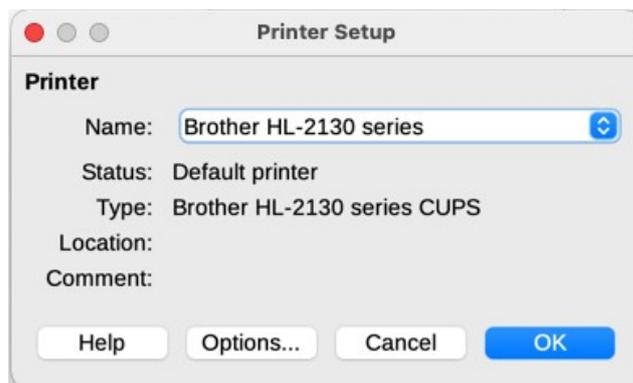 Printer Setup
Printer
Name: Brother HL-2130 series
Status: Default printer
Type: Brother HL-2130 series CUPS
Location:
Comment:
Help Options... Cancel OK